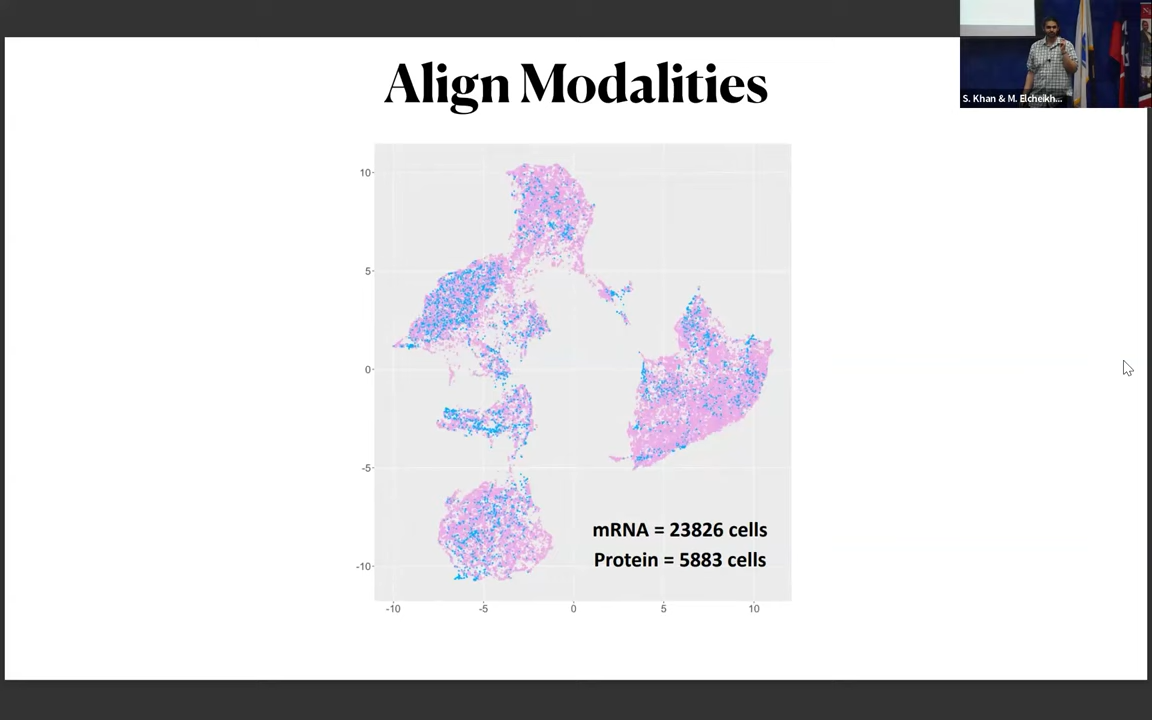 Align Modalities
S. Khan & M. Elcheikh...
10
5
0
-5
-10
mRNA = 23826 cells
Protein = 5883 cells
-10
-5
0
5
10